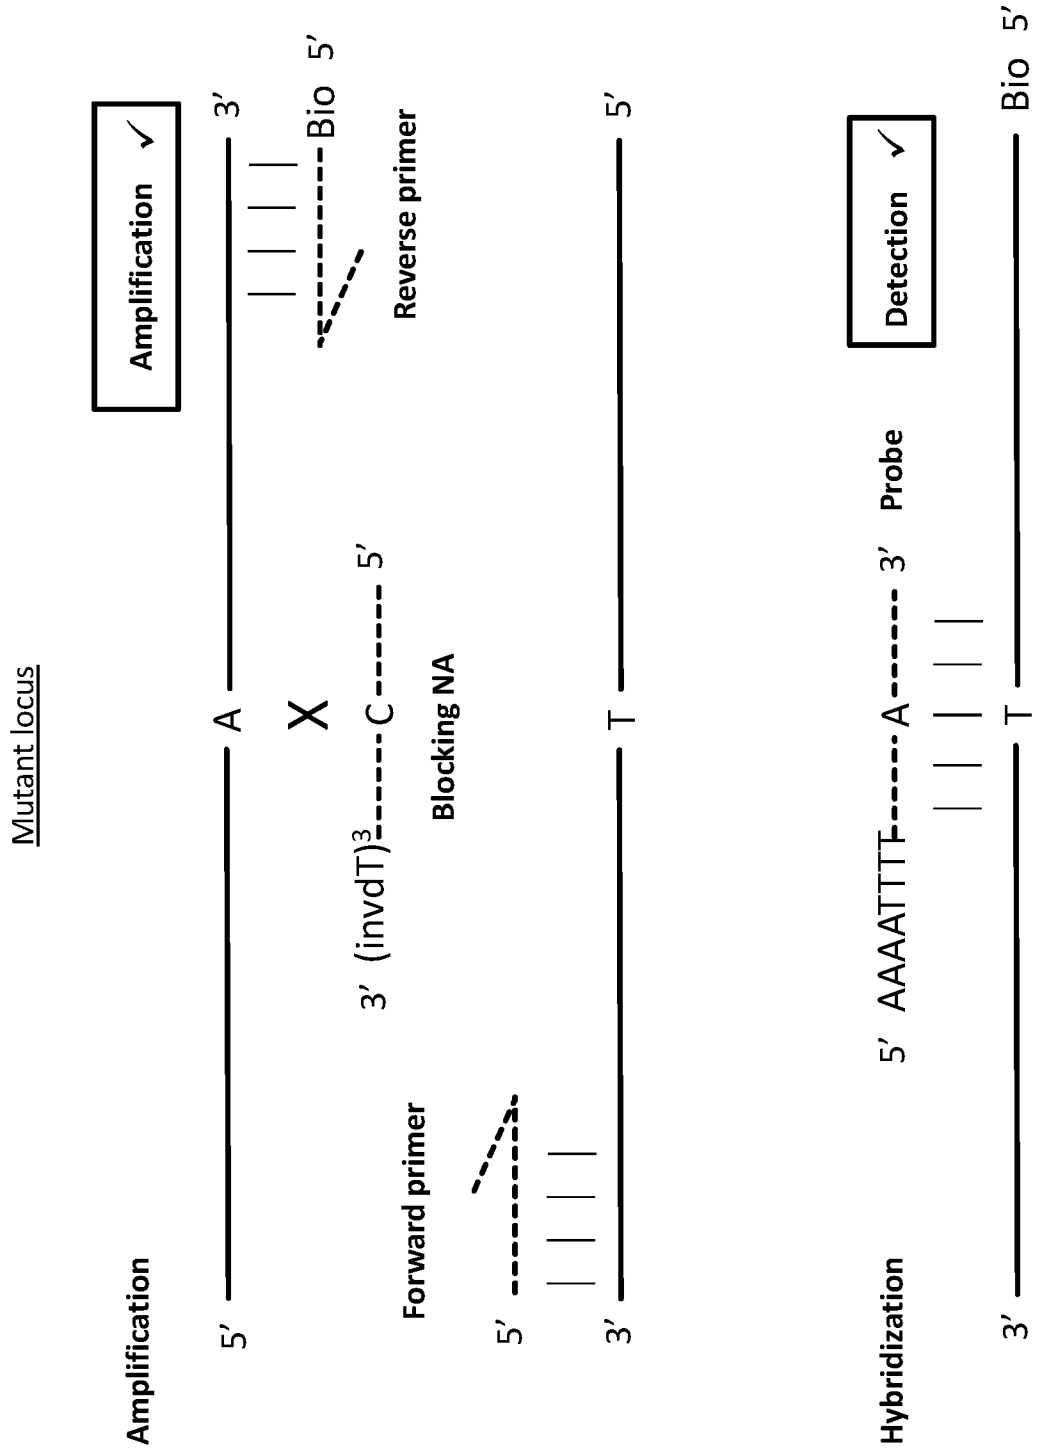 Mutant locus
Amplification
Amplification ✓
5' A 3'
X
Bio 5'
3' (invdT)3 C 5'
Reverse primer
Blocking NA
Forward primer
5'
3' T 5'
Hybridization
Detection ✓
5' AAAATTTT A 3' Probe
3' T Bio 5'